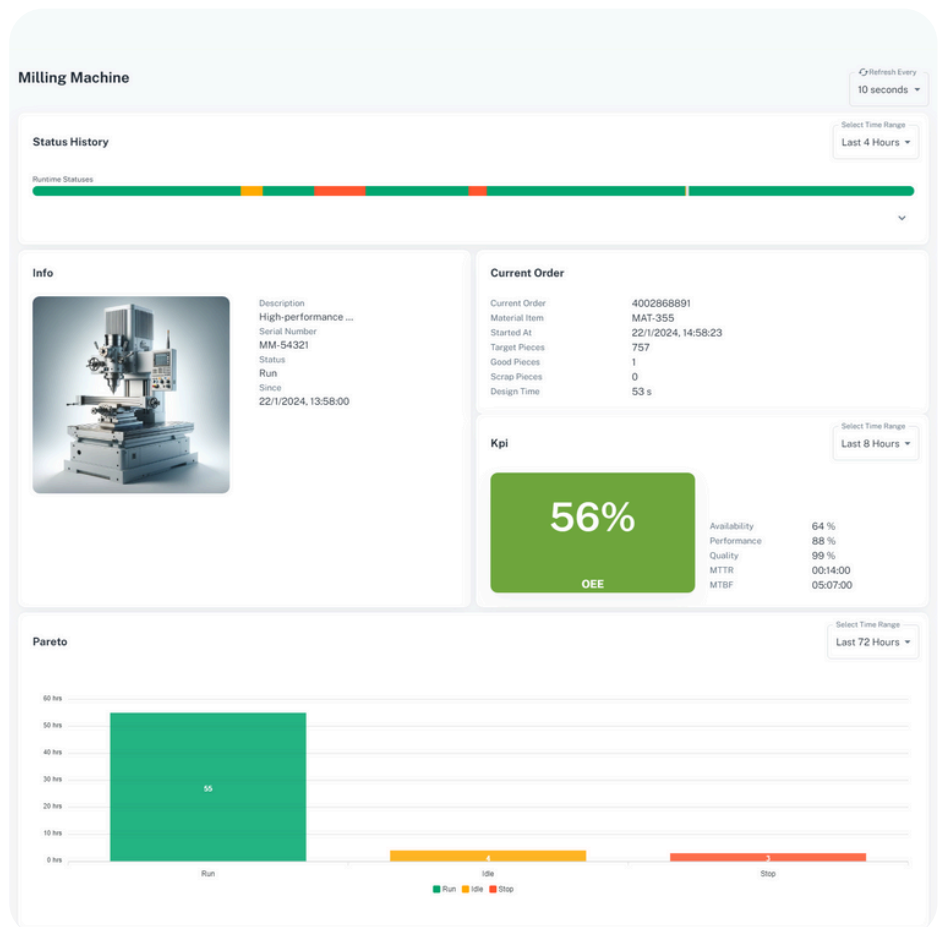 Milling Machine
Refresh Every
10 seconds
Status History
Select Time Range
Last 4 Hours
Runtime Statuses
Info
Description
High-performance ...
Serial Number
MM-54321
Status
Run
Since
22/1/2024, 13:58:00
Current Order
Current Order 4002868891
Material Item MAT-355
Started At 22/1/2024, 14:58:23
Target Pieces 757
Good Pieces 1
Scrap Pieces 0
Design Time 53 s
Kpi
Select Time Range
Last 8 Hours
56%
OEE
Availability 64 %
Performance 88 %
Quality 99 %
MTTR 00:14:00
MTBF 05:07:00
Pareto
Select Time Range
Last 72 Hours
60 hrs
50 hrs
40 hrs
30 hrs
20 hrs
10 hrs
0 hrs
55
4
3
Run Idle Stop
Run Idle Stop